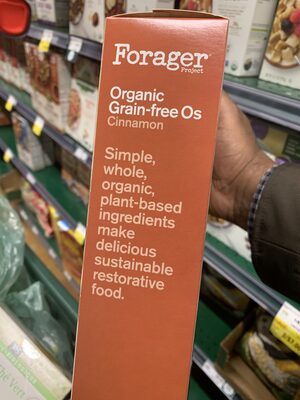 Forager
Project
Organic
Grain-free Os
Cinnamon
Simple,
whole,
organic,
plant-based
ingredients
make
delicious
sustainable
restorative
food.